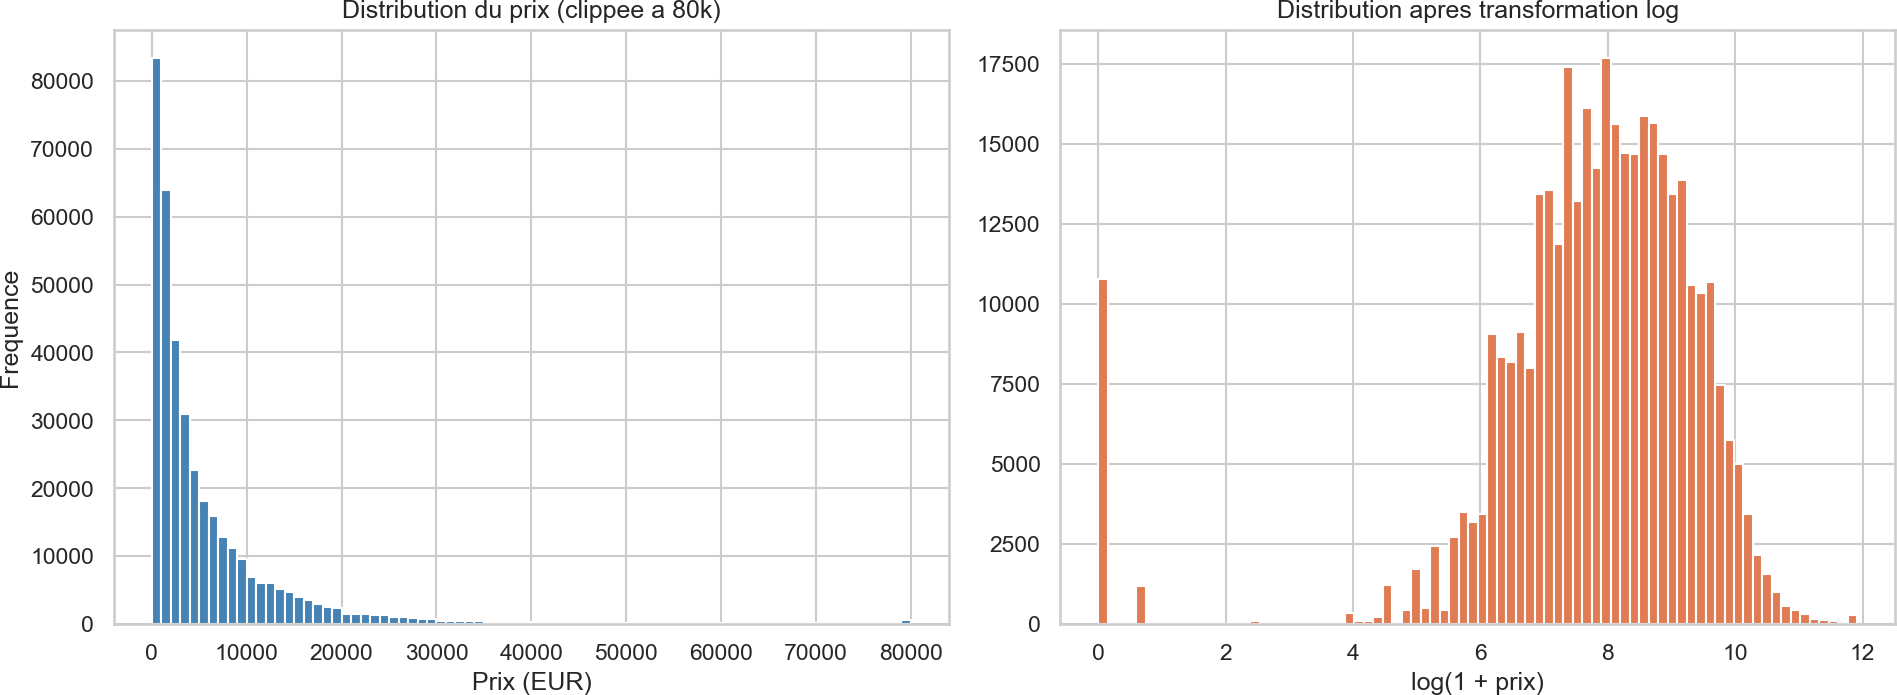 Distribution du prix (clippee a 80k)
80000
70000
60000
50000
40000
30000
20000
10000
0
Frequence
0 10000 20000 30000 40000 50000 60000 70000 80000
Prix (EUR)
Distribution apres transformation log
17500
15000
12500
10000
7500
5000
2500
0
0 2 4 6 8 10 12
log(1 + prix)